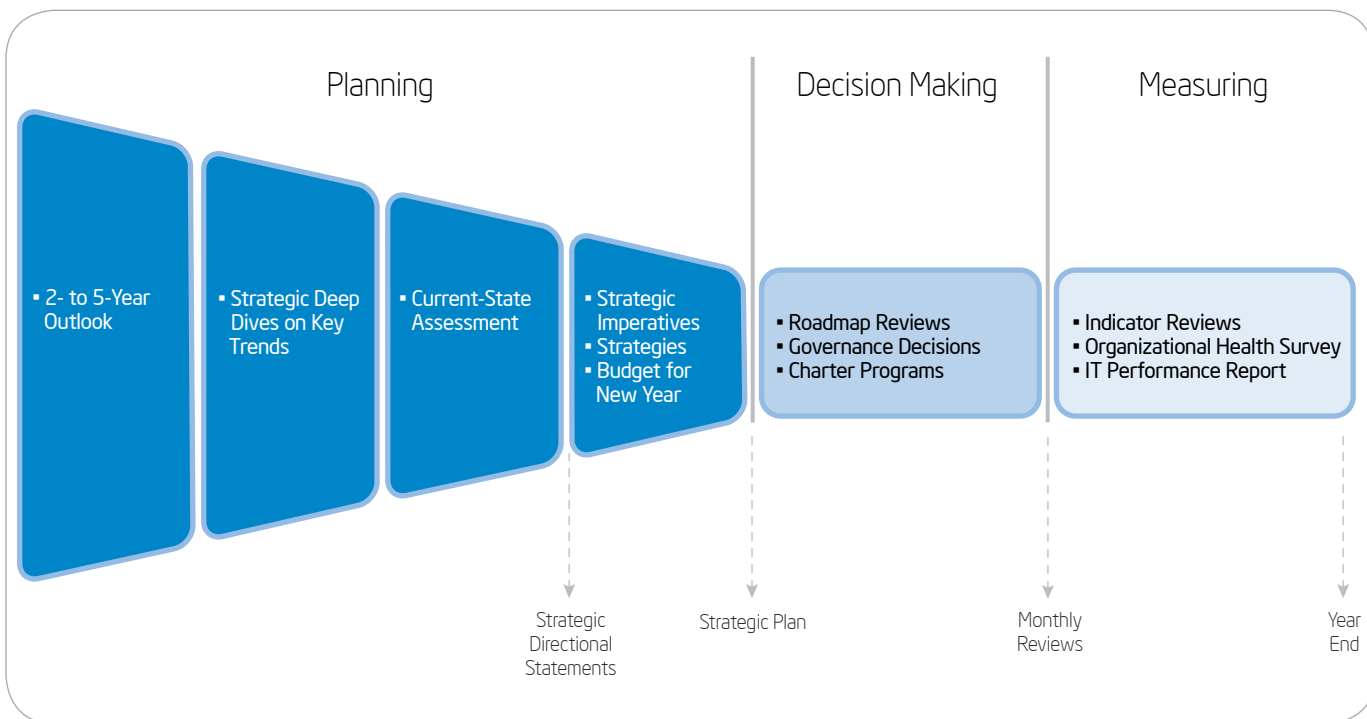 Planning
Decision Making
Measuring
▪ 2- to 5-Year
Outlook
▪ Strategic Deep
Dives on Key
Trends
▪ Current-State
Assessment
▪ Strategic
Imperatives
▪ Strategies
▪ Budget for
New Year
▪ Roadmap Reviews
▪ Governance Decisions
▪ Charter Programs
▪ Indicator Reviews
▪ Organizational Health Survey
▪ IT Performance Report
Strategic
Directional
Statements
Strategic Plan
Monthly
Reviews
Year
End